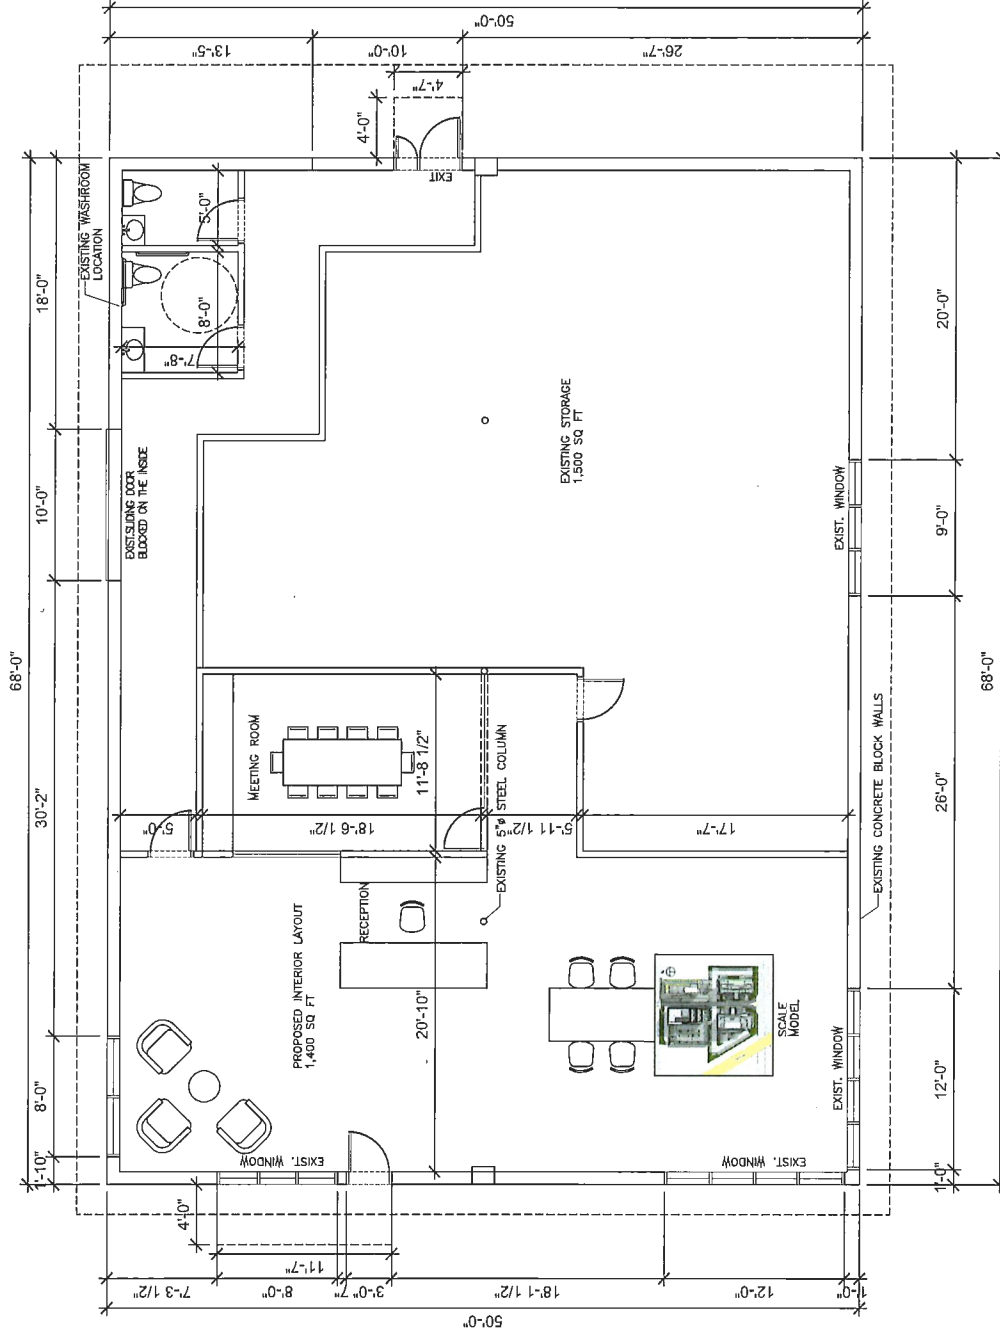 50'-0"
13'-5"
10'-0"
26'-7"
4'-7"
4'-0"
EXIT
EXISTING WASHROOM
LOCATION
5'-0"
8'-0"
7'-8"
18'-0"
10'-0"
30'-2"
8'-0"
1'-10"
68'-0"
EXIST.SLIDING DOOR
BLOCKED ON THE INSIDE
EXISTING STORAGE
1,500 SQ FT
EXIST. WINDOW
20'-0"
9'-0"
26'-0"
12'-0"
1'-0"
68'-0"
MEETING ROOM
11'-8 1/2"
5'-0"
18'-6 1/2"
5'-11 1/2"
17'-7"
EXISTING 5"ø STEEL COLUMN
EXISTING CONCRETE BLOCK WALLS
RECEPTION
PROPOSED INTERIOR LAYOUT
1,400 SQ FT
20'-10"
SCALE
MODEL
EXIST. WINDOW
EXIST. WINDOW
EXIST. WINDOW
4'-0"
11'-7"
7'-3 1/2"
8'-0"
3'-0"
7"
18'-1 1/2"
12'-0"
1'-0"
50'-0"